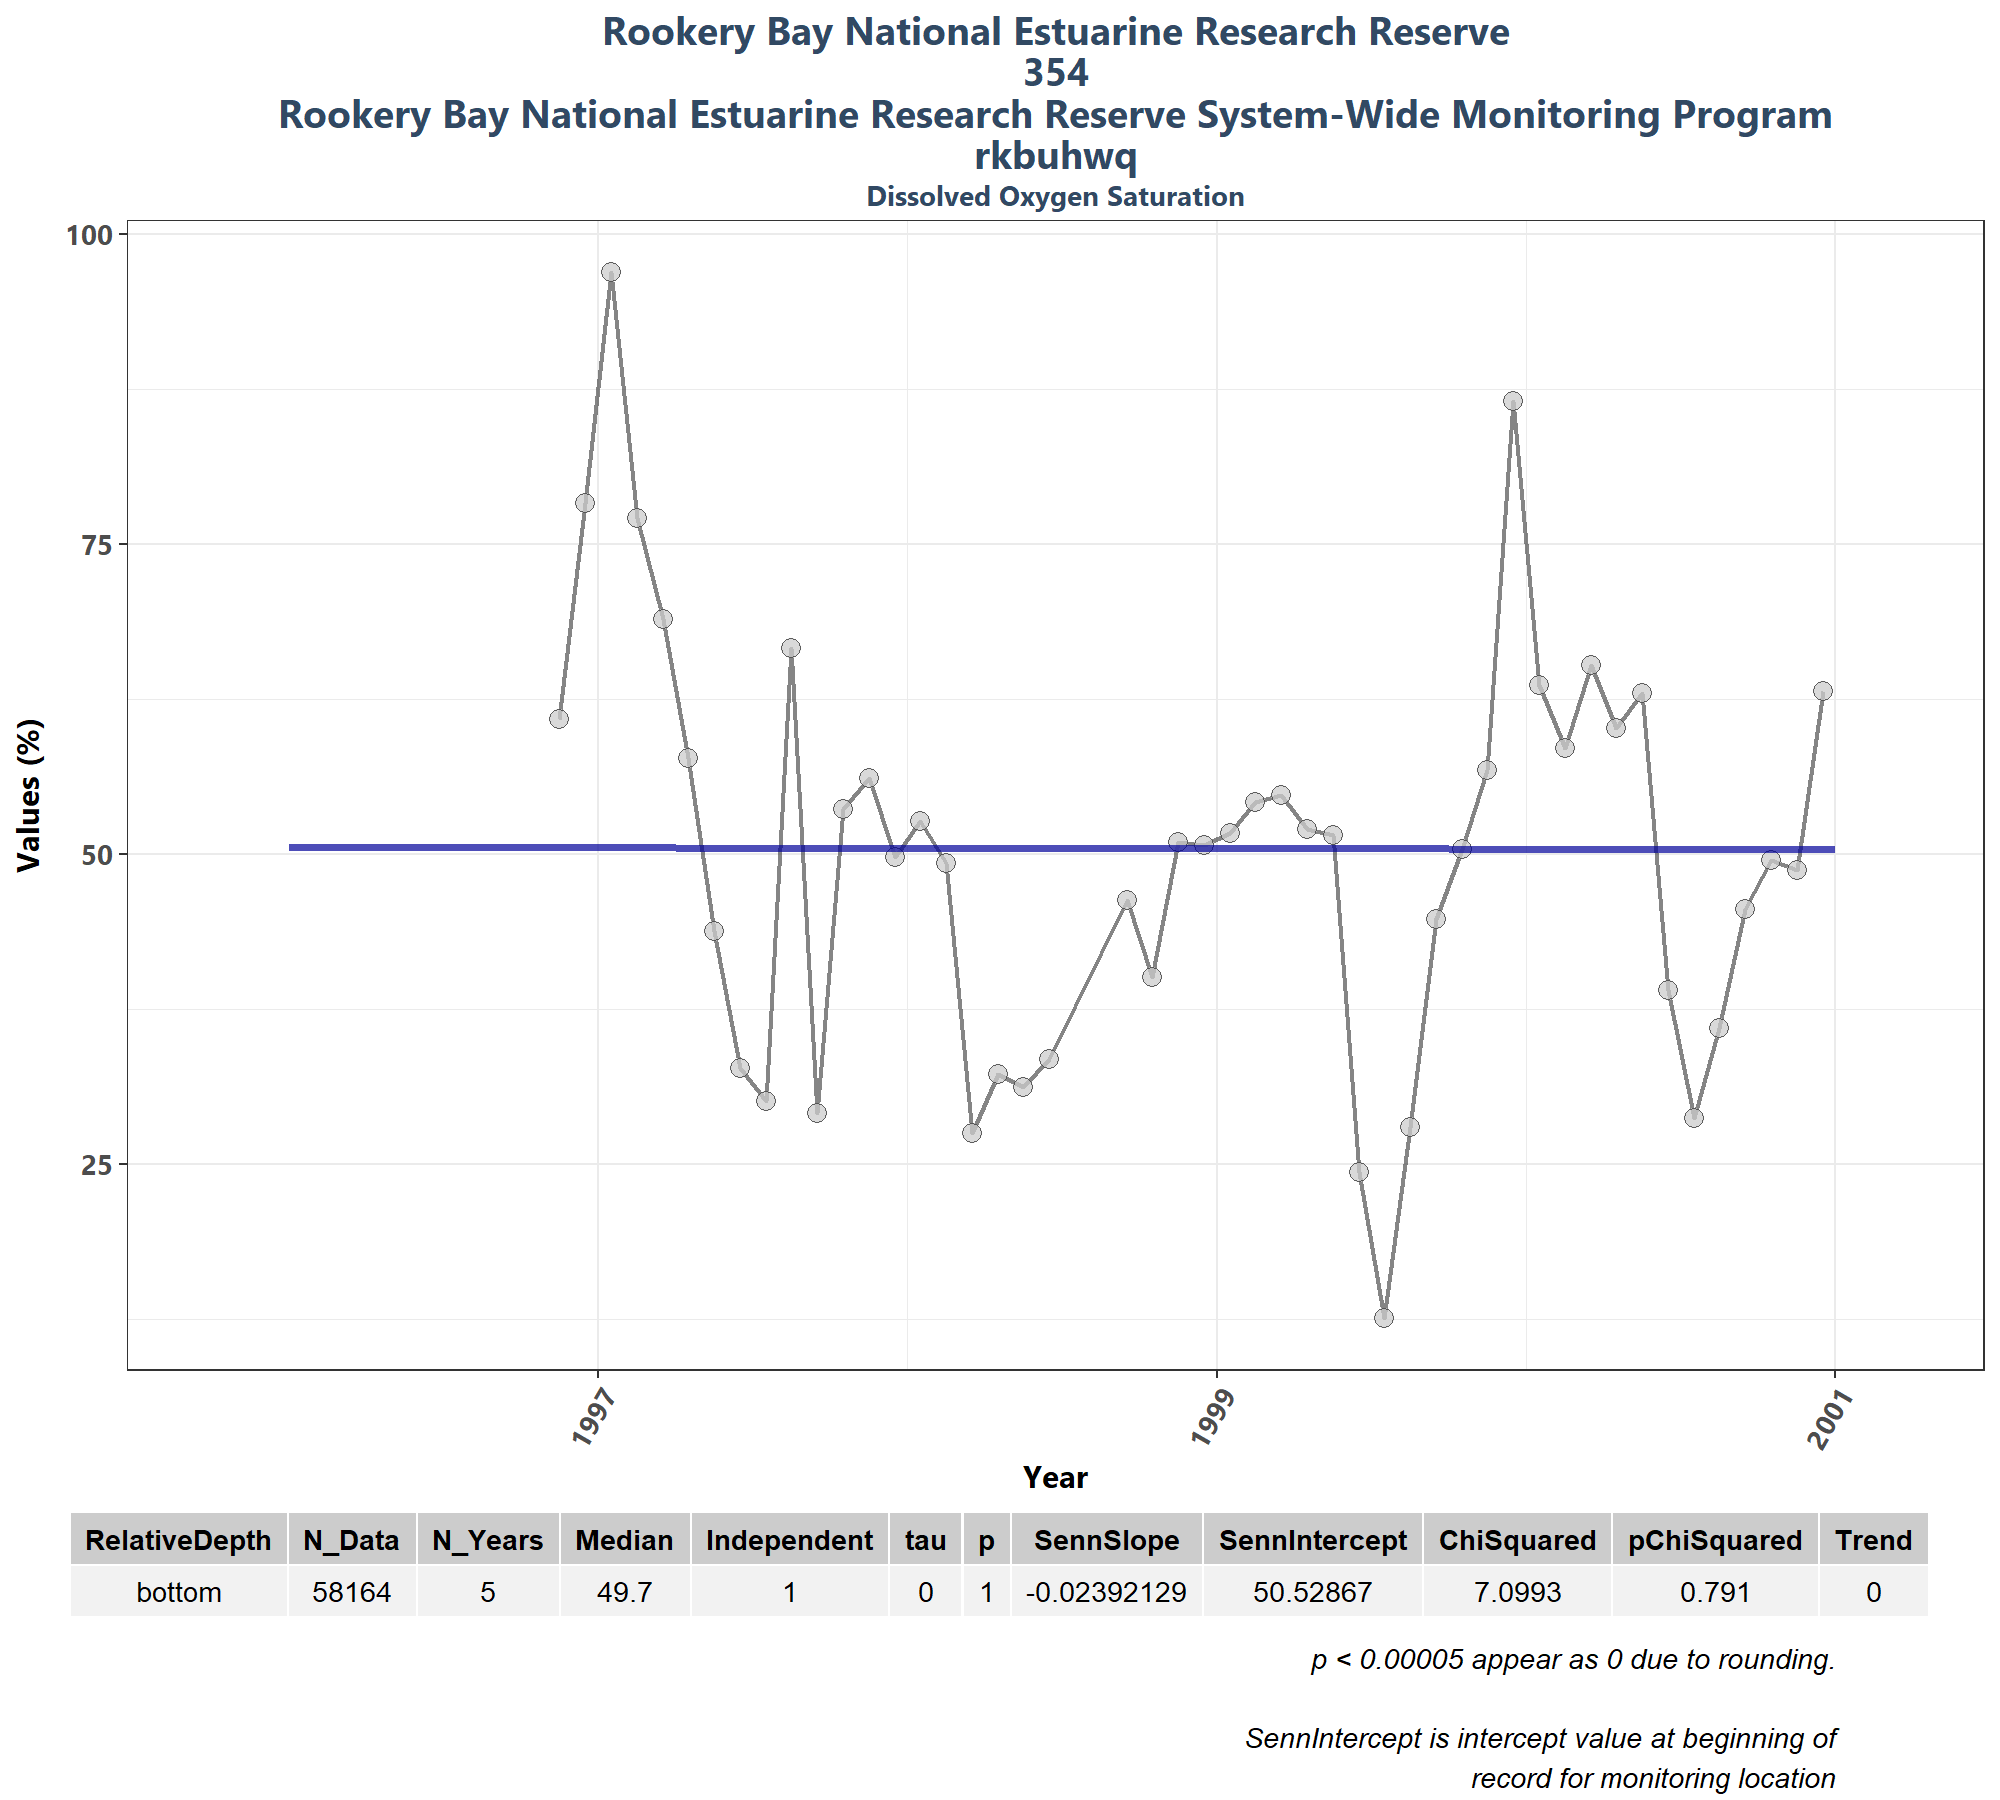 Rookery Bay National Estuarine Research Reserve
354
Rookery Bay National Estuarine Research Reserve System-Wide Monitoring Program
rkbuhwq
Dissolved Oxygen Saturation
100
75
50
25
Values (%)
1997
1999
2001
Year
RelativeDepth N_Data N_Years Median Independent tau p SennSlope SennIntercept ChiSquared pChiSquared Trend
bottom 58164 5 49.7 1 0 1 -0.02392129 50.52867 7.0993 0.791 0
p < 0.00005 appear as 0 due to rounding.
SennIntercept is intercept value at beginning of
record for monitoring location